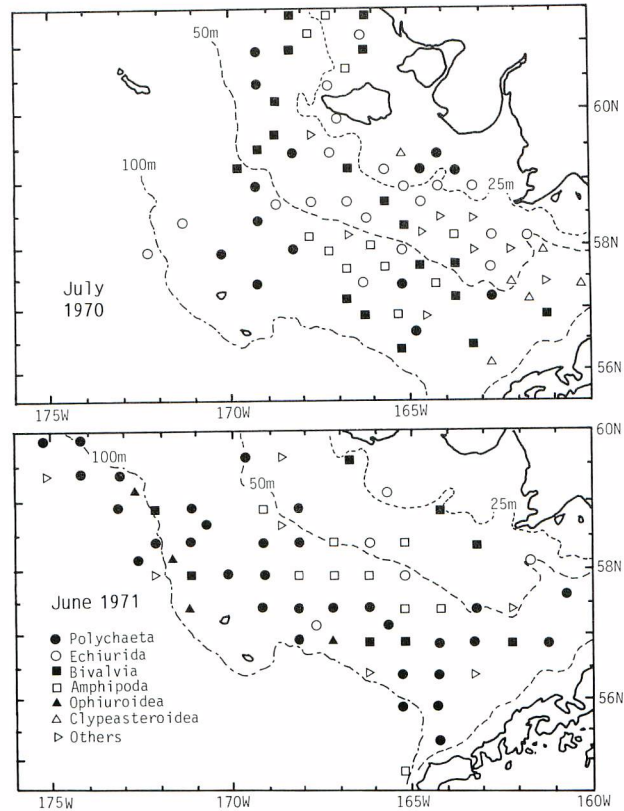 50m
60N
100m
25m
58N
July
1970
56N
175W
170W
165W
60N
100m
50m
25m
58N
June 1971
Polychaeta
Echiurida
Bivalvia
Amphipoda
Ophiuroidea
Clypeasteroidea
Others
56N
175W
170W
165W
160W